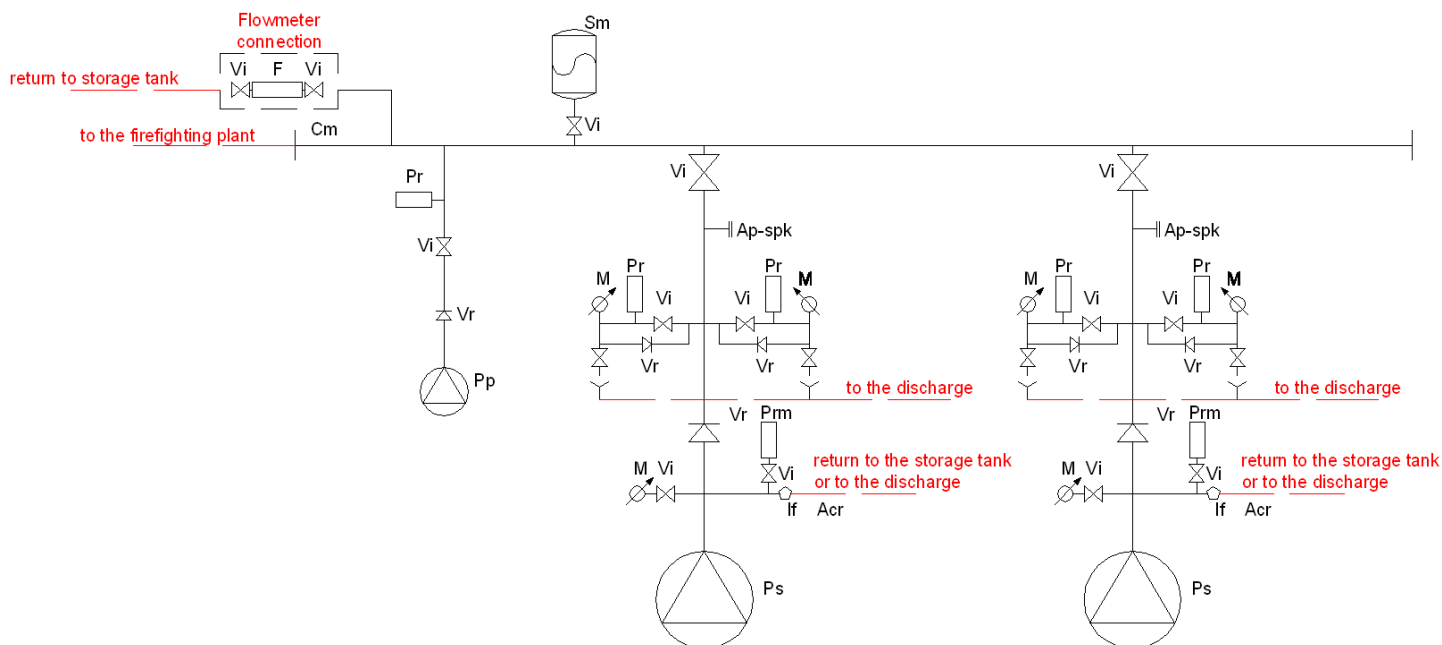 Flowmeter
connection
Sm
Vi F Vi
return to storage tank
Vi
Cm
to the firefighting plant
Vi Vi
Pr
Ap-spk Ap-spk
Vi
M Pr Pr M M Pr Pr M
Vi Vi Vi Vi
Vr
Vr Vr Vr Vr
Pp
to the discharge to the discharge
Vr Prm Vr Prm
return to the storage tank
or to the discharge
return to the storage tank
or to the discharge
M Vi Vi M Vi Vi
If Acr If Acr
Ps Ps